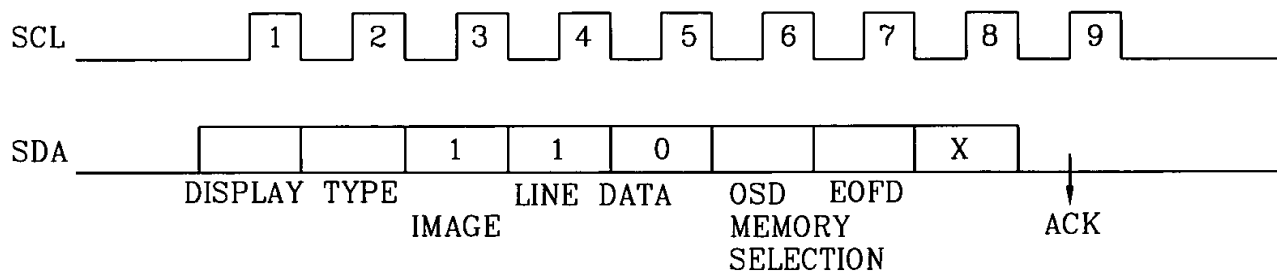 SCL 1 2 3 4 5 6 7 8 9
SDA 1 1 0 X
DISPLAY TYPE LINE DATA OSD EOFD
IMAGE MEMORY ACK
SELECTION